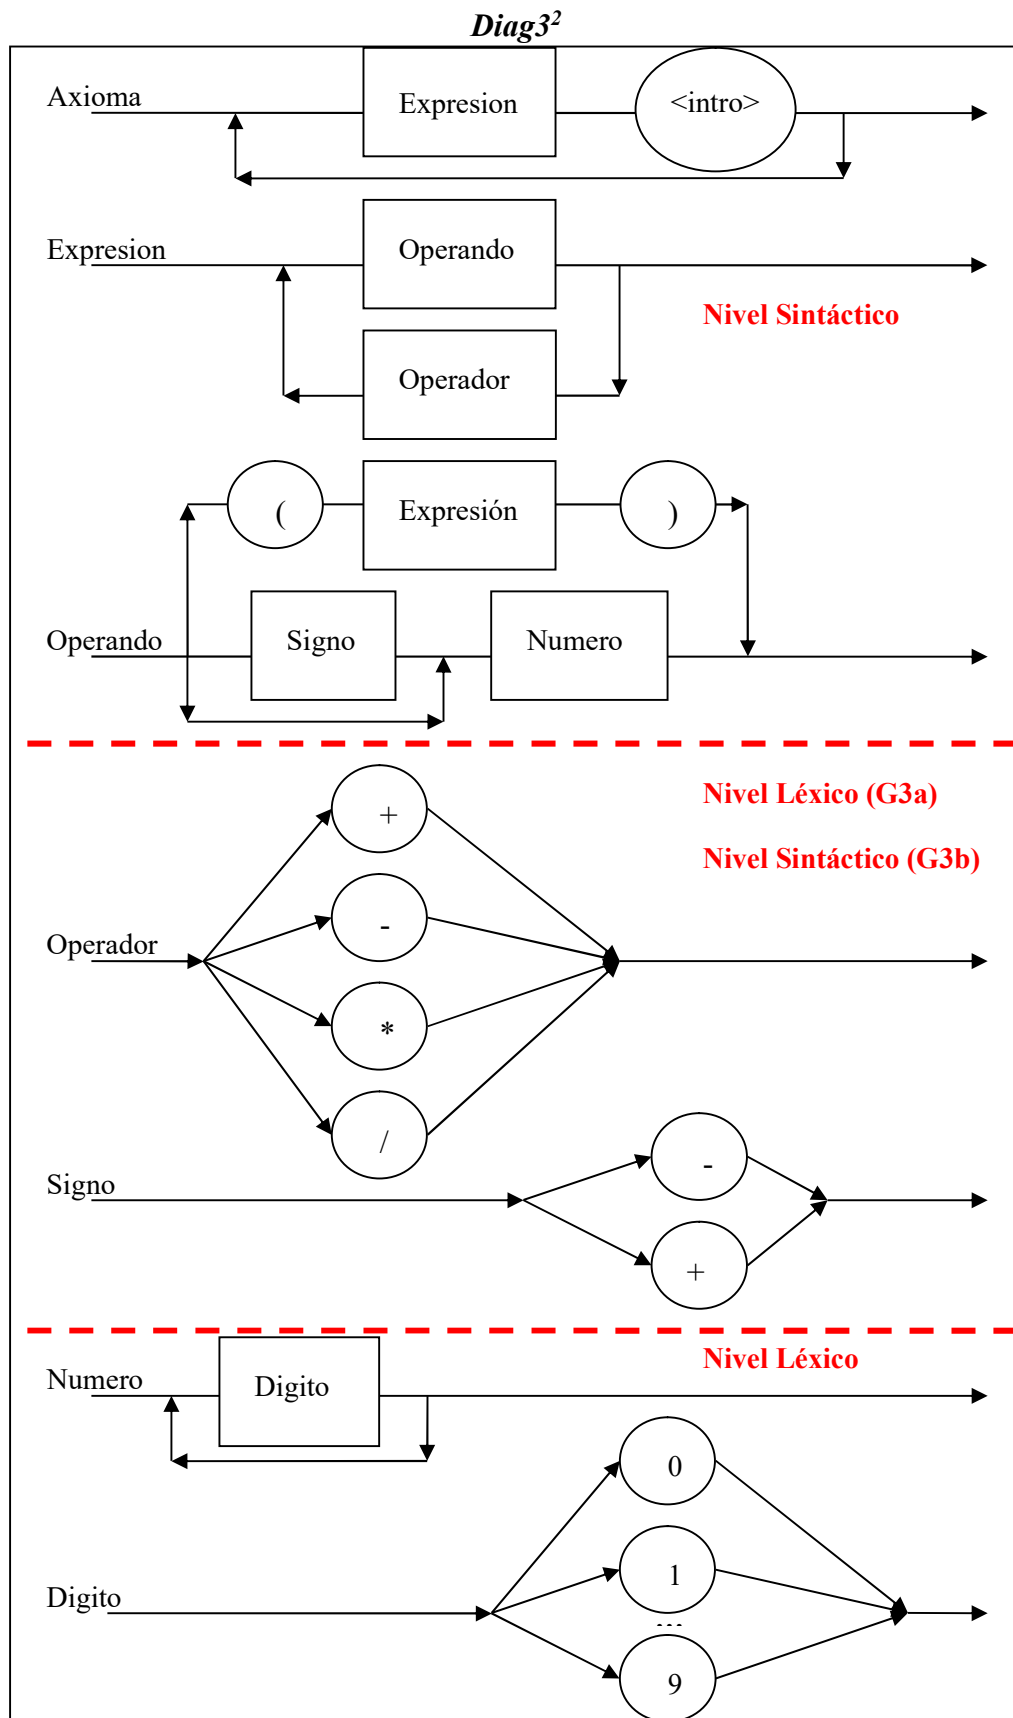 Diag3²
Axioma
Expresion
<intro>
Expresion
Operando
Nivel Sintáctico
Operador
(
Expresión
)
Operando
Signo
Numero
Nivel Léxico (G3a)
+
Nivel Sintáctico (G3b)
-
Operador
*
/
-
Signo
+
Nivel Léxico
Numero
Digito
0
1
Digito
...
9